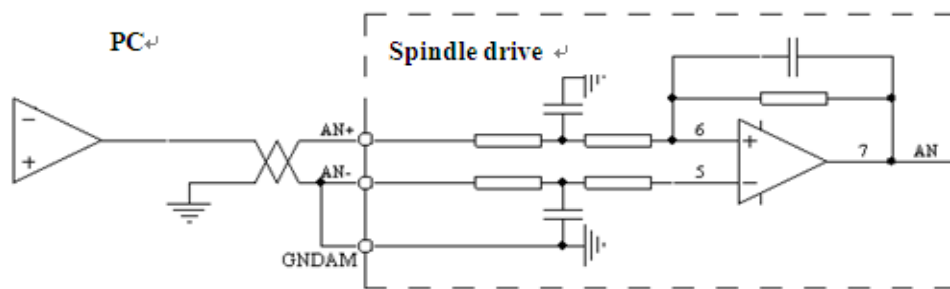 PC↵
Spindle drive ↵
AN+
6
+
7
AN
−
+
AN-
5
−
GNDAM